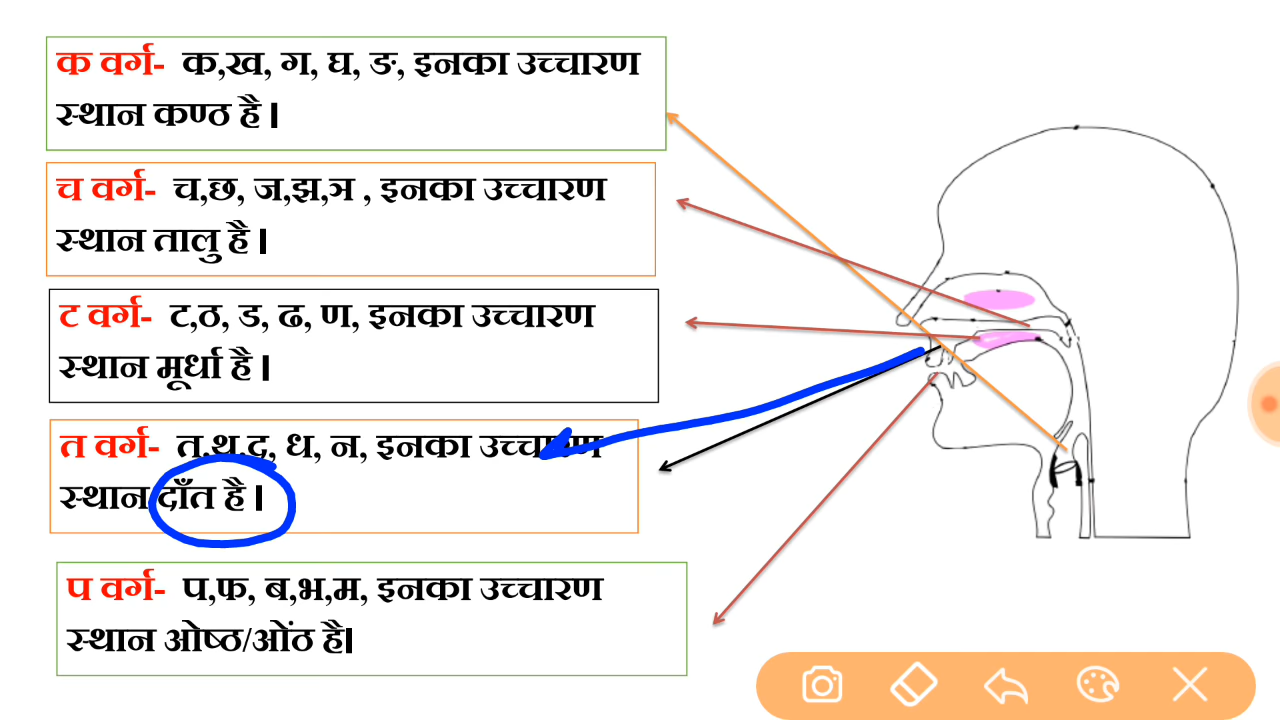 क वर्ग- क,ख, ग, घ, ङ, इनका उच्चारण
स्थान कण्ठ है।
च वर्ग- च,छ, ज,झ,ञ , इनका उच्चारण
स्थान तालु है।
ट वर्ग- ट,ठ, ड, ढ, ण, इनका उच्चारण
स्थान मूर्धा है।
त वर्ग- त,थ,द, ध, न, इनका उच्चारण
स्थान दाँत है।
प वर्ग- प,फ, ब,भ,म, इनका उच्चारण
स्थान ओष्ठ/ओंठ है।